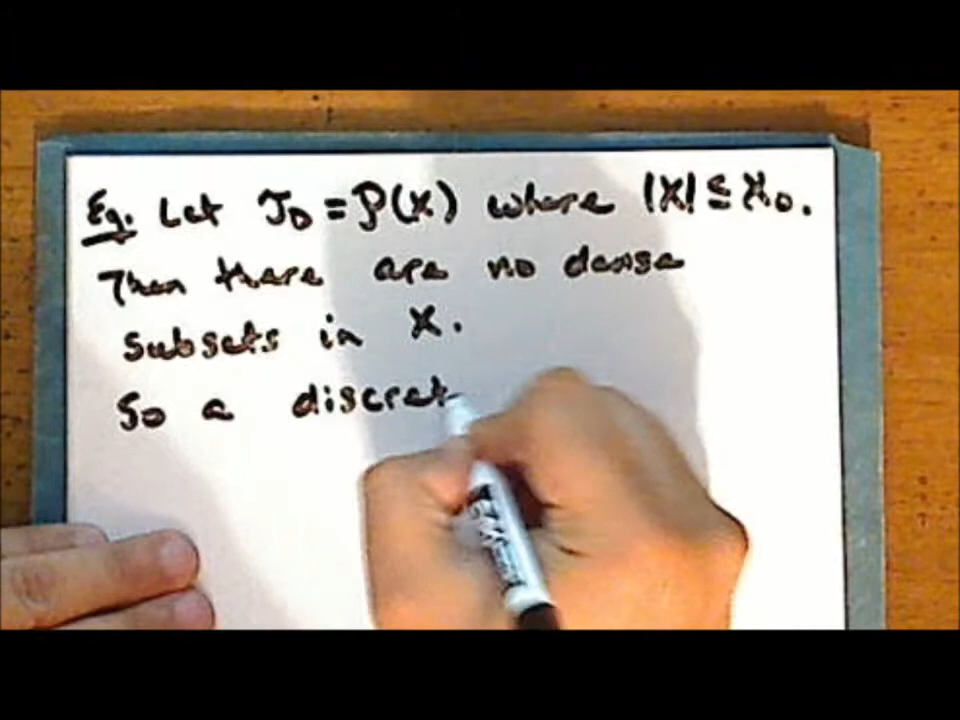 Eg. Let 𝒯_D = 𝒫(X) where |X| ≤ ℵ₀.
Then there are no dense
subsets in X.
So a discret